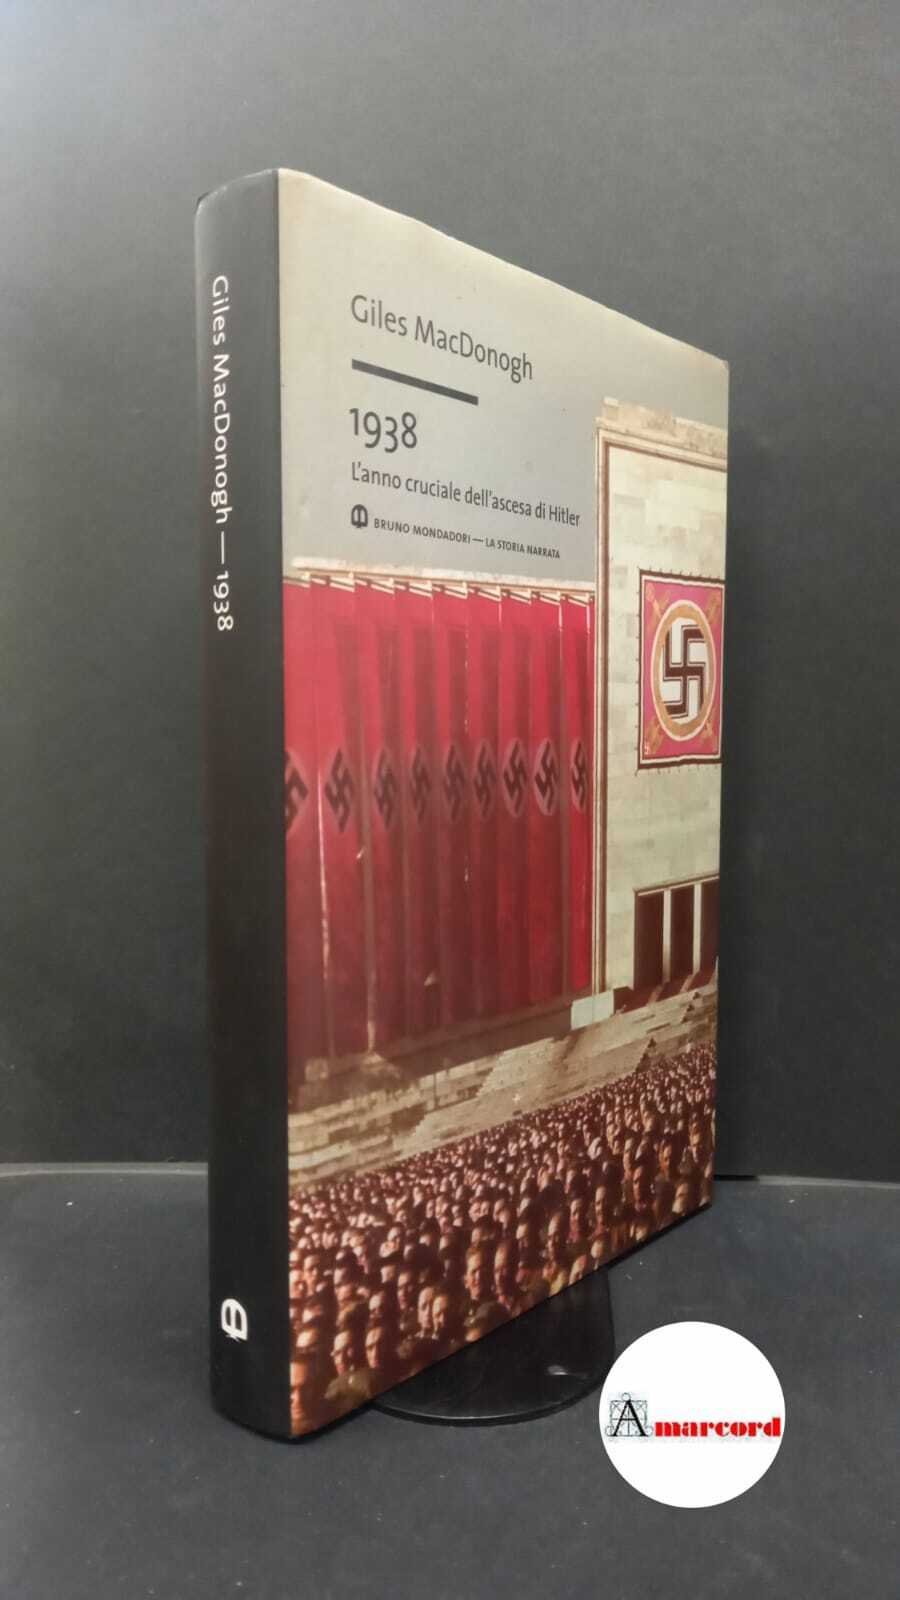 Giles MacDonogh — 1938
Giles MacDonogh
1938
L'anno cruciale dell'ascesa di Hitler
BRUNO MONDADORI — LA STORIA NARRATA
Amarcord